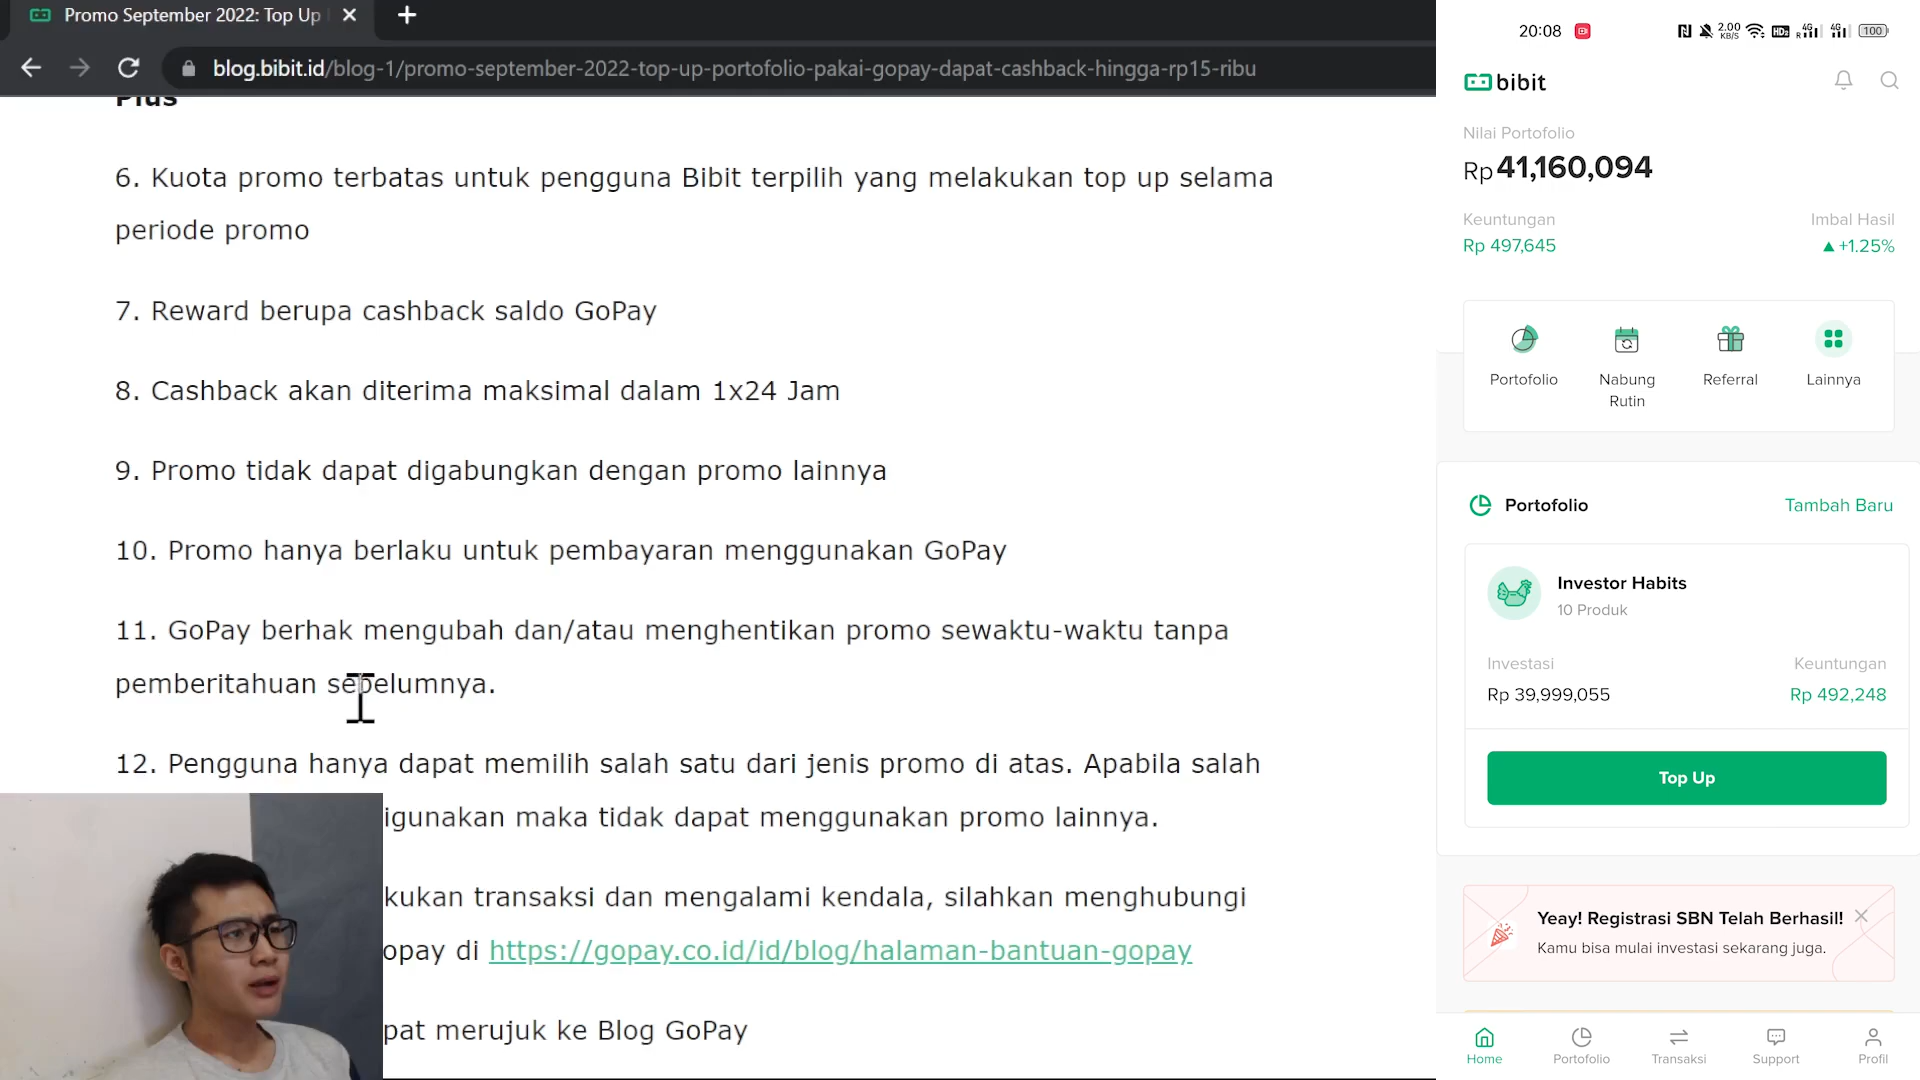 Promo September 2022: Top Up
blog.bibit.id/blog-1/promo-september-2022-top-up-portofolio-pakai-gopay-dapat-cashback-hingga-rp15-ribu
Plus
6. Kuota promo terbatas untuk pengguna Bibit terpilih yang melakukan top up selama
periode promo
7. Reward berupa cashback saldo GoPay
8. Cashback akan diterima maksimal dalam 1x24 Jam
9. Promo tidak dapat digabungkan dengan promo lainnya
10. Promo hanya berlaku untuk pembayaran menggunakan GoPay
11. GoPay berhak mengubah dan/atau menghentikan promo sewaktu-waktu tanpa
pemberitahuan sebelumnya.
12. Pengguna hanya dapat memilih salah satu dari jenis promo di atas. Apabila salah
igunakan maka tidak dapat menggunakan promo lainnya.
kukan transaksi dan mengalami kendala, silahkan menghubungi
opay di https://gopay.co.id/id/blog/halaman-bantuan-gopay
pat merujuk ke Blog GoPay
20:08 2.00 KB/S HD2 R 4G 4G 100
bibit
Nilai Portofolio
Rp 41,160,094
Keuntungan Imbal Hasil
Rp 497,645 ▲ +1.25%
Portofolio Nabung Referral Lainnya
Rutin
Portofolio Tambah Baru
Investor Habits
10 Produk
Investasi Keuntungan
Rp 39,999,055 Rp 492,248
Top Up
Yeay! Registrasi SBN Telah Berhasil!
Kamu bisa mulai investasi sekarang juga.
Home Portofolio Transaksi Support Profil